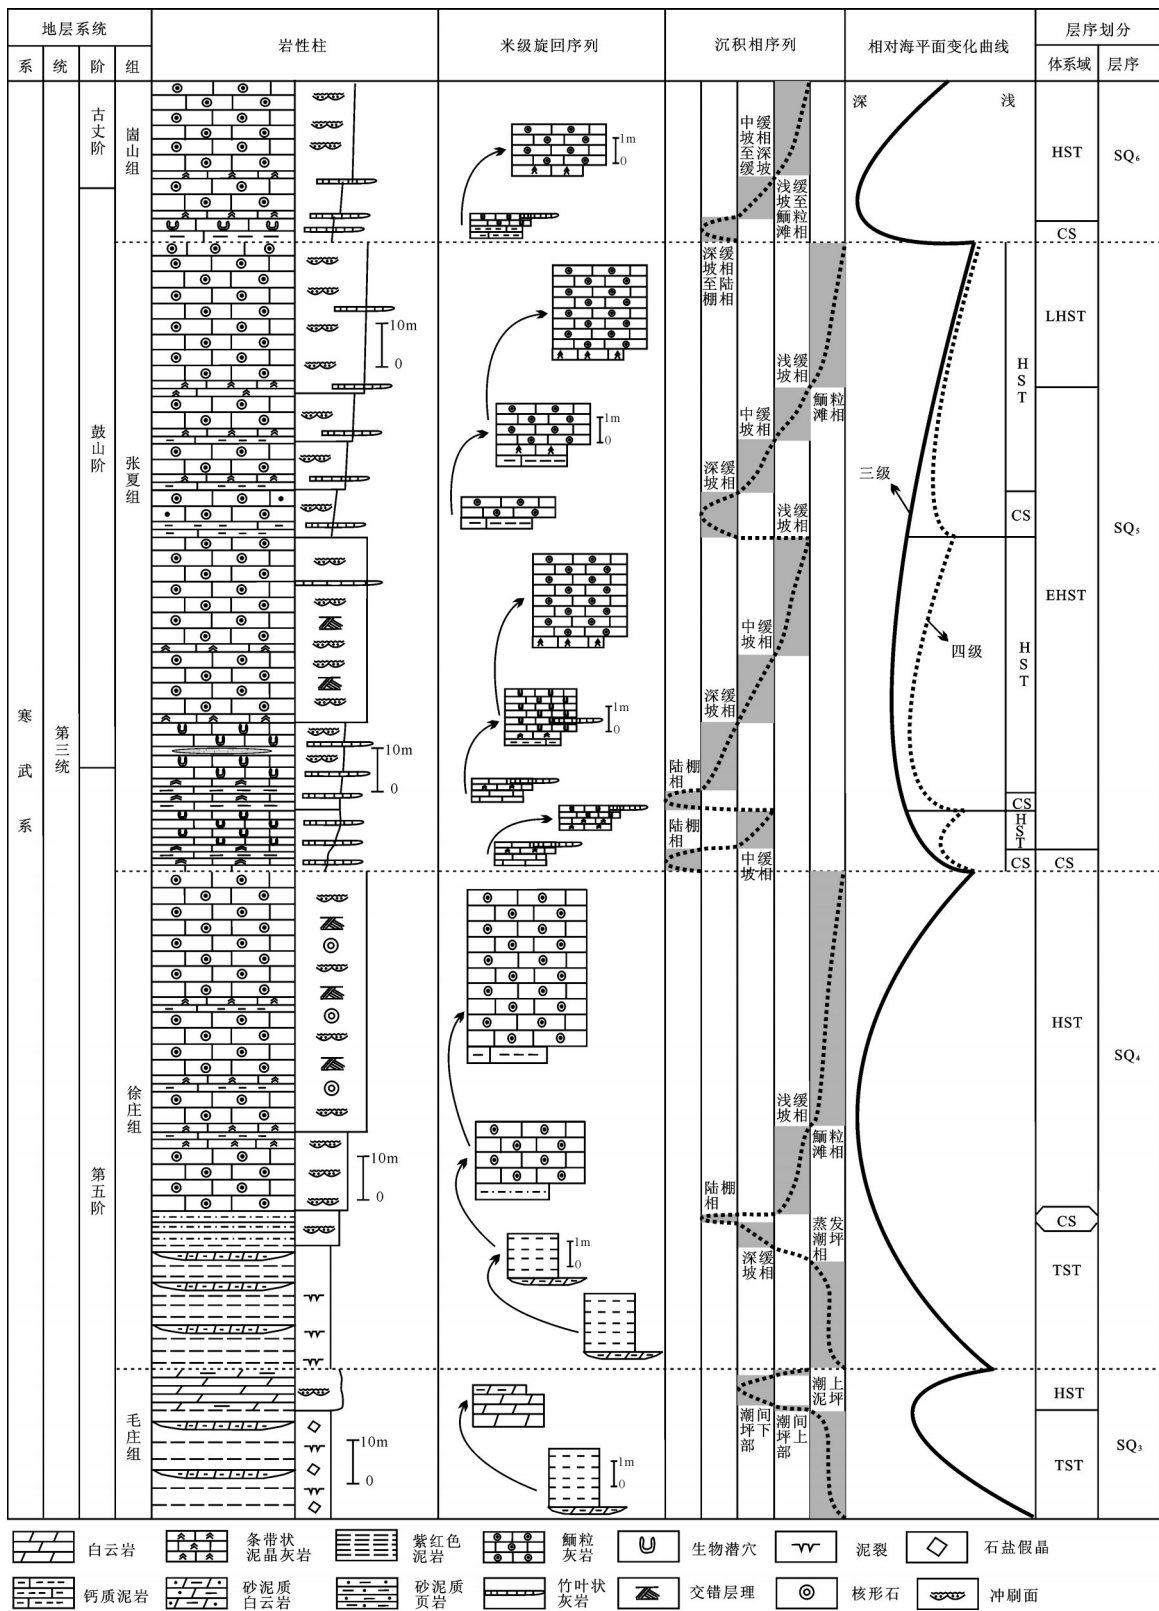 地层系统
岩性柱
米级旋回序列
沉积相序列
相对海平面变化曲线
层序划分
系
统
阶
组
体系域
层序
寒武系
第三统
古丈阶
鼓山阶
第五阶
崮山组
张夏组
徐庄组
毛庄组
10m
0
10m
0
10m
0
10m
0
1m
0
1m
0
1m
0
1m
0
1m
0
中缓坡相至深缓坡
浅缓坡至鲕粒滩相
深缓坡相至陆棚相
浅缓坡相
鲕粒滩相
中缓坡相
深缓坡相
浅缓坡相
中缓坡相
深缓坡相
陆棚相
陆棚相
中缓坡相
浅缓坡相
鲕粒滩相
陆棚相
深缓坡相
蒸发潮坪相
潮上泥坪
潮间坪下部
潮间坪上部
深
浅
三级
四级
HST
CS
HST
CS
HST
CS
HST
CS
LHST
EHST
CS
HST
CS
TST
HST
TST
SQ₆
SQ₅
SQ₄
SQ₃
白云岩
条带状泥晶灰岩
紫红色泥岩
鲕粒灰岩
生物潜穴
泥裂
石盐假晶
钙质泥岩
砂泥质白云岩
砂泥质页岩
竹叶状灰岩
交错层理
核形石
冲刷面